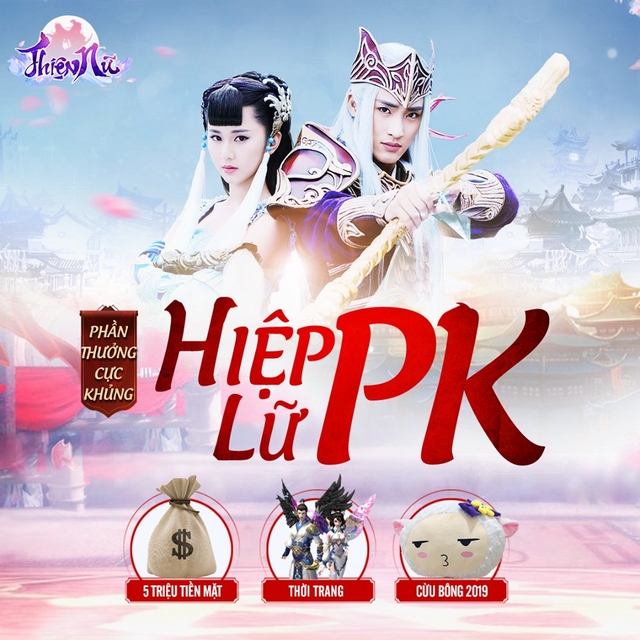 Thiện Nữ
PHẦN
THƯỞNG
CỰC
KHỦNG
HIỆP
LỮ
PK
$
5 TRIỆU TIỀN MẶT
THỜI TRANG
CỪU BÔNG 2019